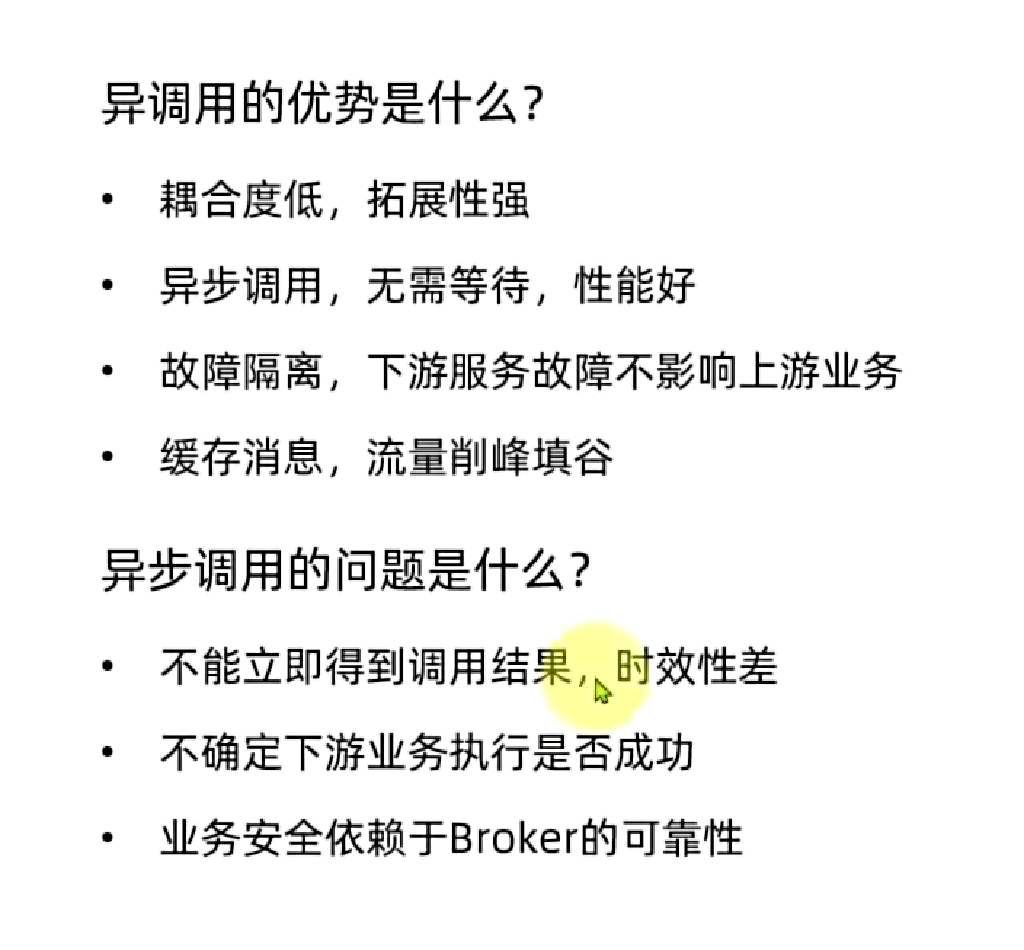 异调用的优势是什么？
• 耦合度低，拓展性强
• 异步调用，无需等待，性能好
• 故障隔离，下游服务故障不影响上游业务
• 缓存消息，流量削峰填谷
异步调用的问题是什么？
• 不能立即得到调用结果，时效性差
• 不确定下游业务执行是否成功
• 业务安全依赖于Broker的可靠性